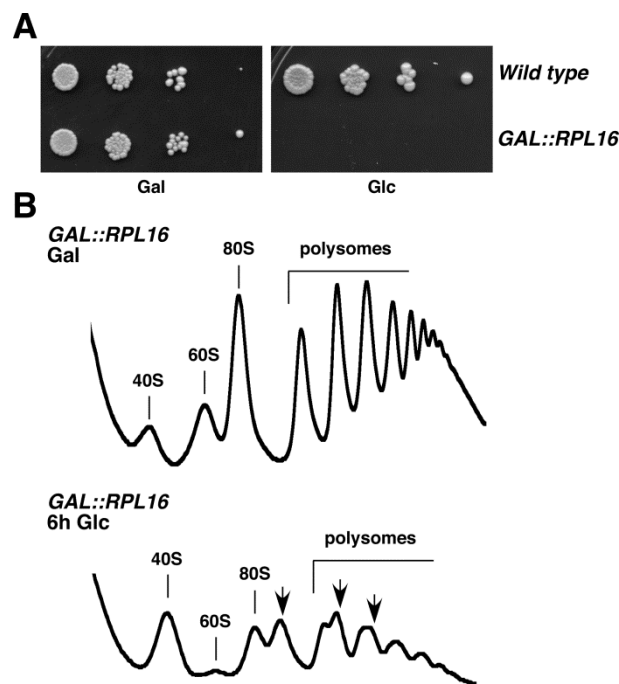 A
Wild type
GAL::RPL16
Gal
Glc
B
GAL::RPL16
Gal
40S
60S
80S
polysomes
GAL::RPL16
6h Glc
40S
60S
80S
polysomes